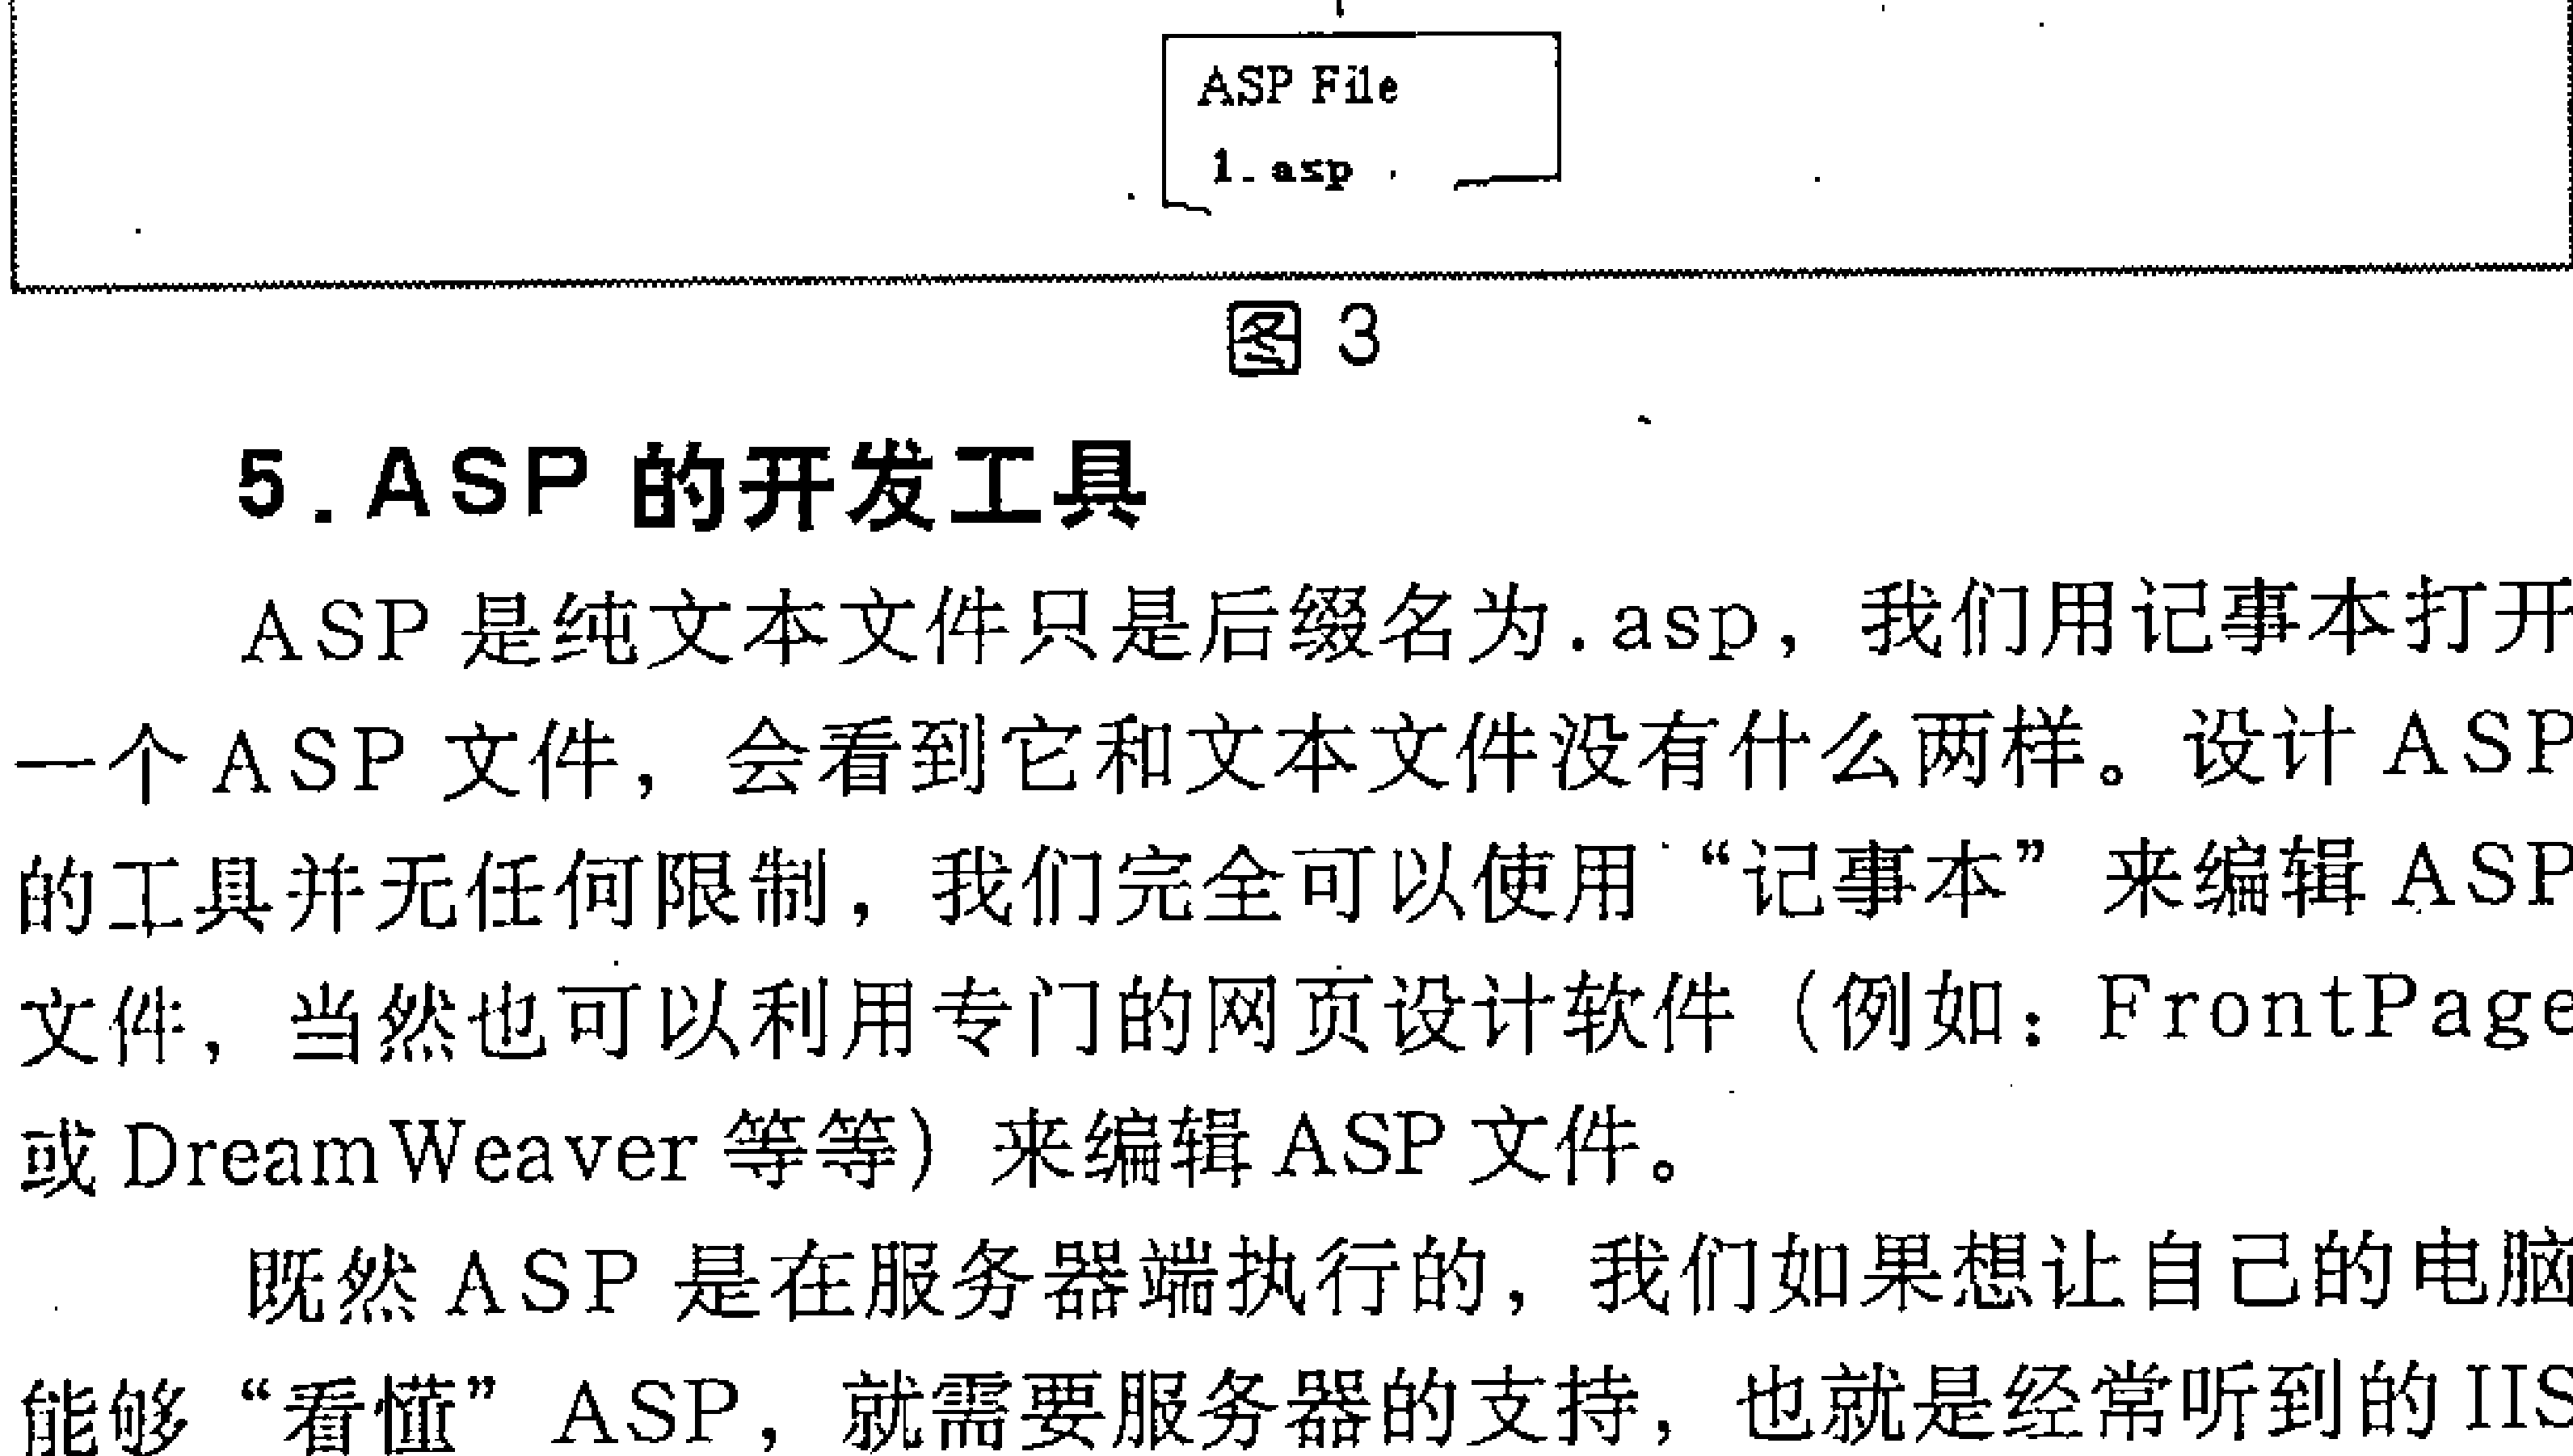 ASP File
1.asp
图 3
5.ASP 的开发工具
ASP 是纯文本文件只是后缀名为.asp，我们用记事本打开
一个 ASP 文件，会看到它和文本文件没有什么两样。设计 ASP
的工具并无任何限制，我们完全可以使用“记事本”来编辑 ASP
文件，当然也可以利用专门的网页设计软件（例如：FrontPage
或 DreamWeaver 等等）来编辑 ASP 文件。
既然 ASP 是在服务器端执行的，我们如果想让自己的电脑
能够“看懂”ASP，就需要服务器的支持，也就是经常听到的 IIS